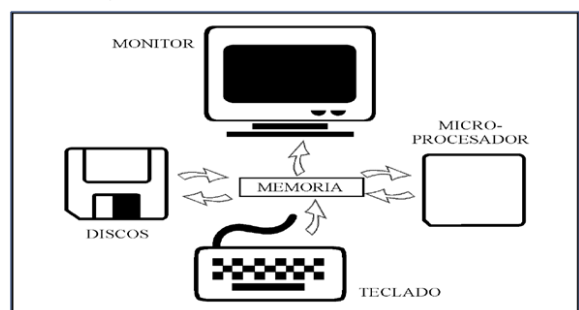 MONITOR
MICRO-
PROCESADOR
MEMORIA
DISCOS
TECLADO